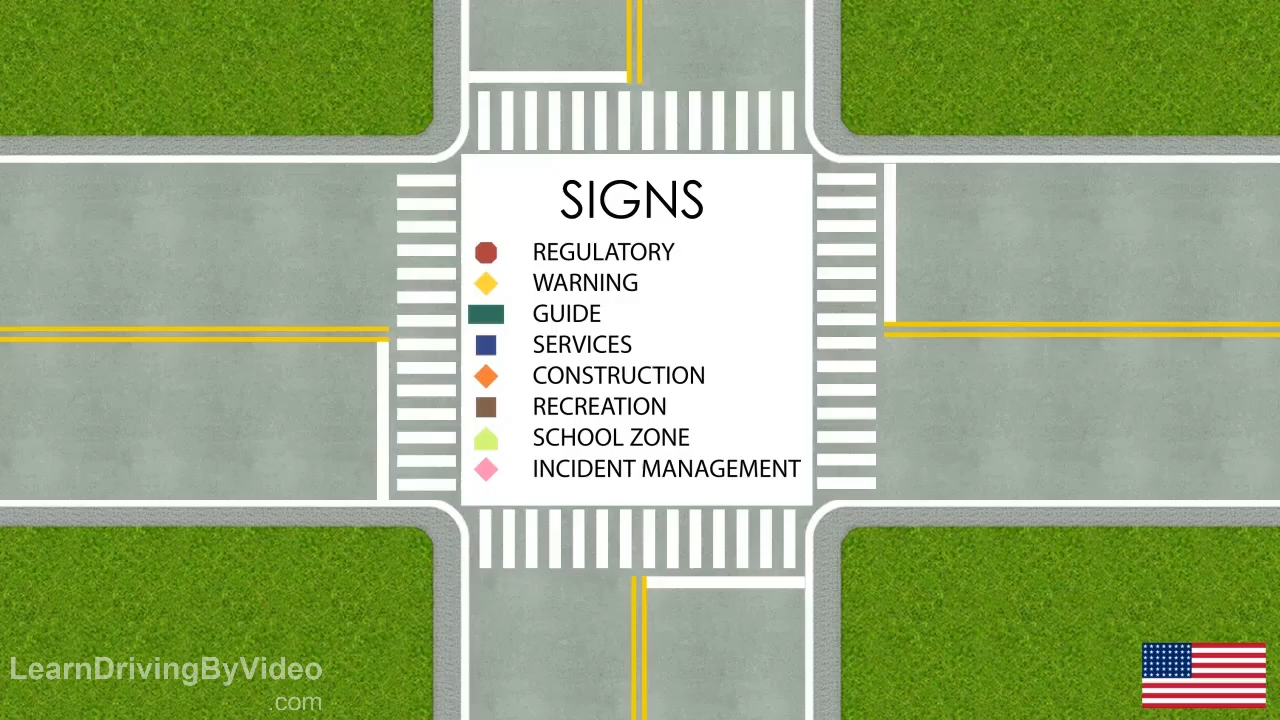 SIGNS
REGULATORY
WARNING
GUIDE
SERVICES
CONSTRUCTION
RECREATION
SCHOOL ZONE
INCIDENT MANAGEMENT
LearnDrivingByVideo
.com